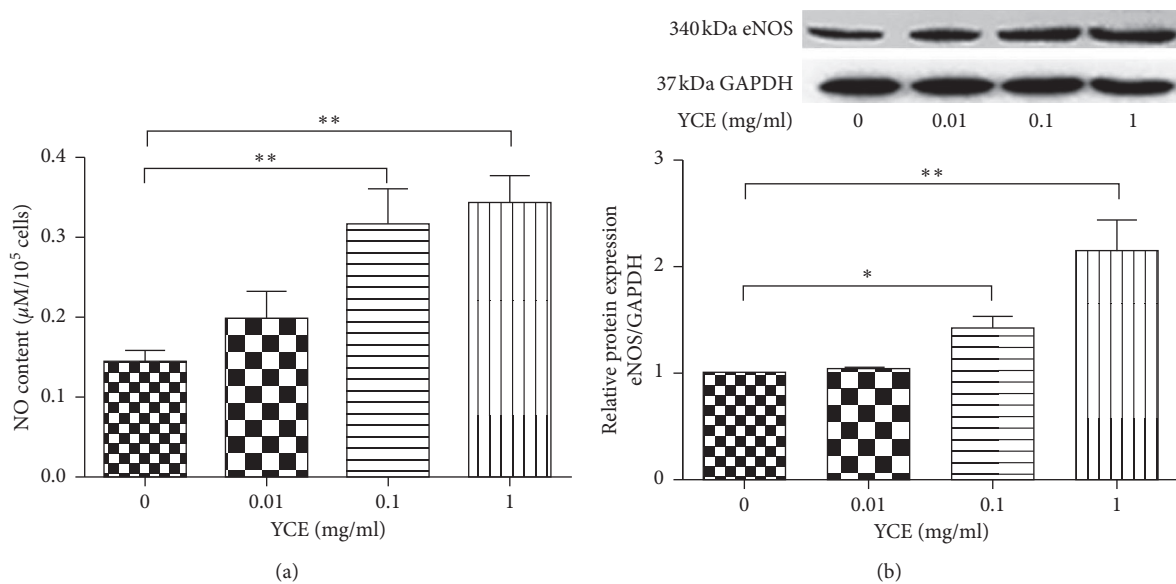 NO content (µM/10⁵ cells)
0.4
0.3
0.2
0.1
0.0
**
**
0
0.01
0.1
1
YCE (mg/ml)
(a)
340 kDa eNOS
37 kDa GAPDH
YCE (mg/ml)
0
0.01
0.1
1
Relative protein expression
eNOS/GAPDH
3
2
1
0
**
*
0
0.01
0.1
1
YCE (mg/ml)
(b)